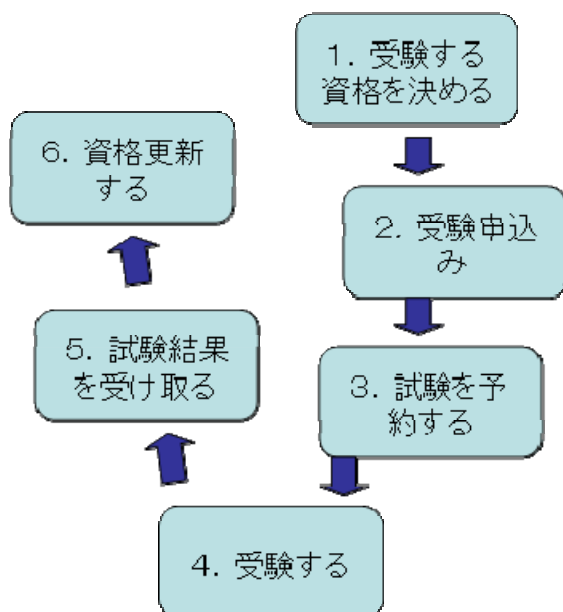 1. 受験する
資格を決める
2. 受験申込
み
3. 試験を予
約する
4. 受験する
5. 試験結果
を受け取る
6. 資格更新
する